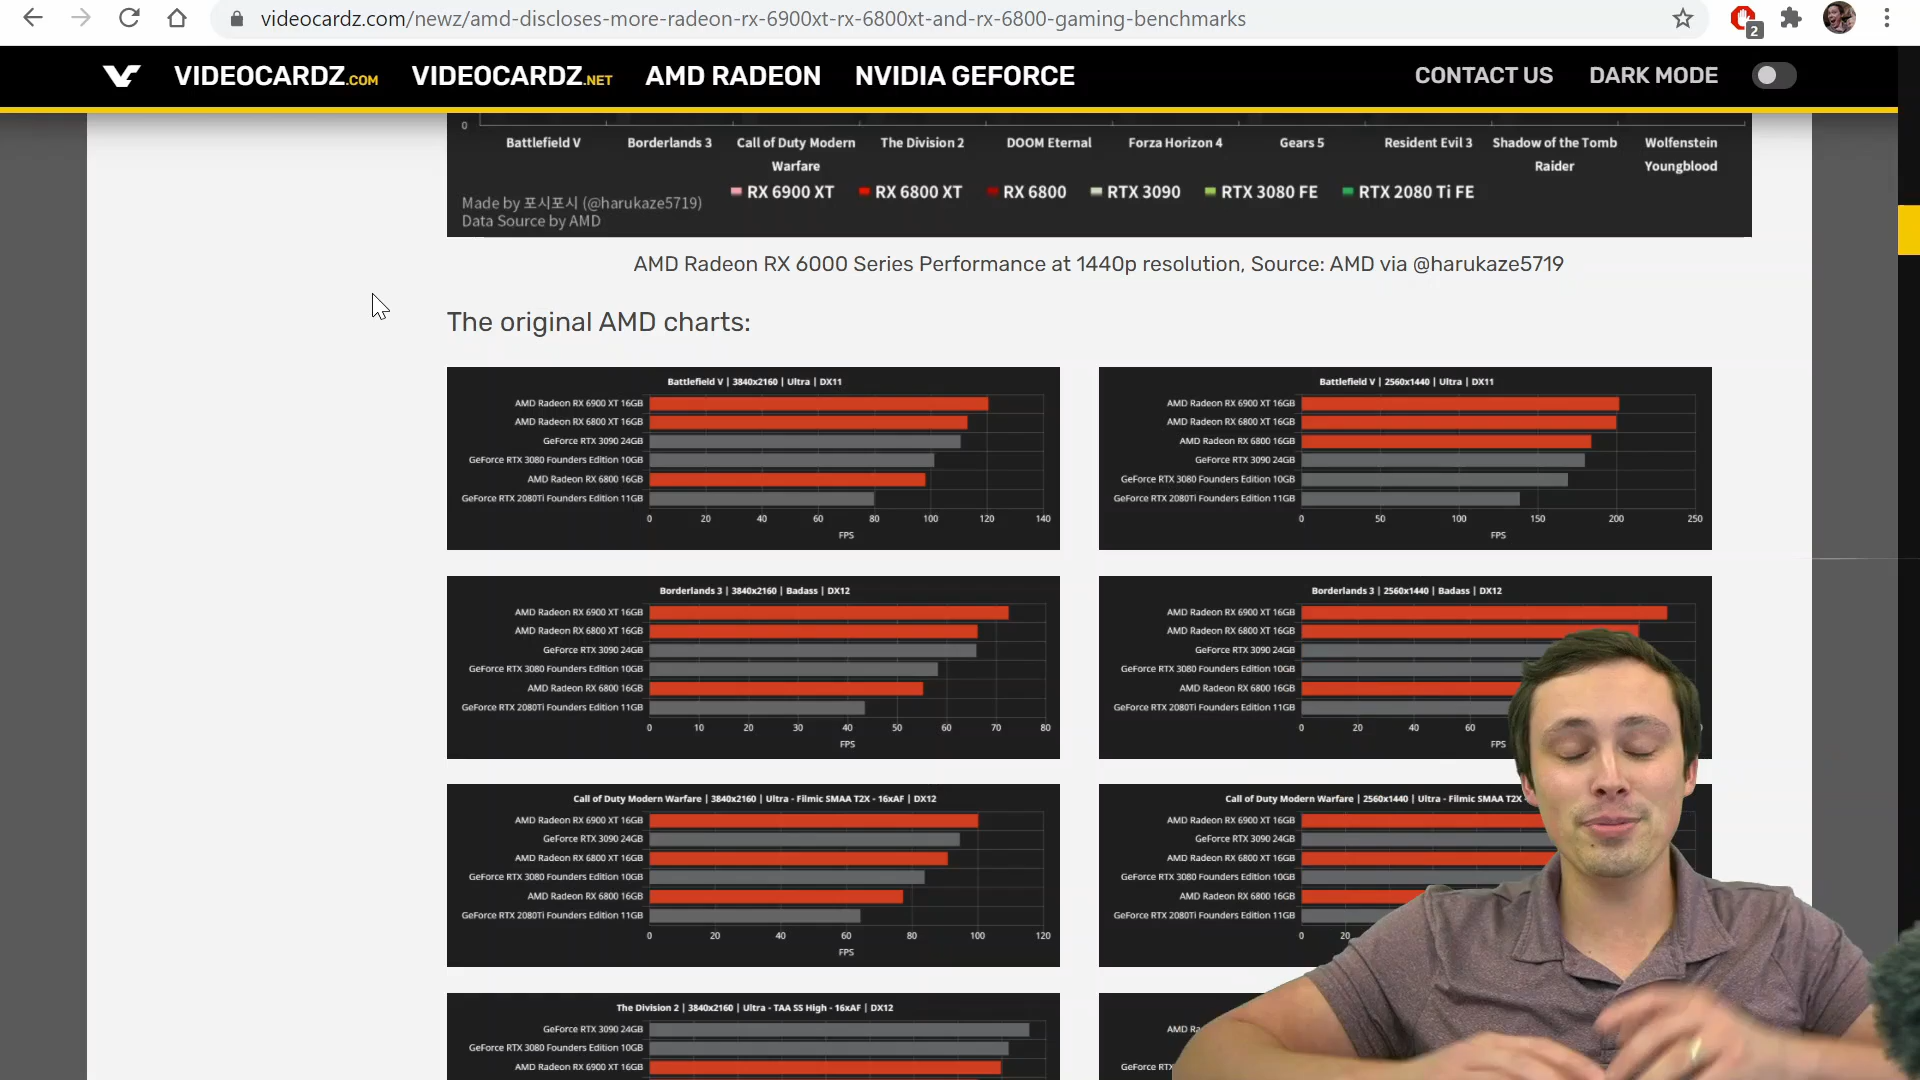 videocardz.com/newz/amd-discloses-more-radeon-rx-6900xt-rx-6800xt-and-rx-6800-gaming-benchmarks
2
VIDEOCARDZ.COM VIDEOCARDZ.NET AMD RADEON NVIDIA GEFORCE CONTACT US DARK MODE
0
Battlefield V Borderlands 3 Call of Duty Modern Warfare The Division 2 DOOM Eternal Forza Horizon 4 Gears 5 Resident Evil 3 Shadow of the Tomb Raider Wolfenstein Youngblood
RX 6900 XT RX 6800 XT RX 6800 RTX 3090 RTX 3080 FE RTX 2080 Ti FE
Made by 포시포시 (@harukaze5719)
Data Source by AMD
AMD Radeon RX 6000 Series Performance at 1440p resolution, Source: AMD via @harukaze5719
The original AMD charts:
Battlefield V | 3840x2160 | Ultra | DX11
AMD Radeon RX 6900 XT 16GB
AMD Radeon RX 6800 XT 16GB
GeForce RTX 3090 24GB
GeForce RTX 3080 Founders Edition 10GB
AMD Radeon RX 6800 16GB
GeForce RTX 2080Ti Founders Edition 11GB
0 20 40 60 80 100 120 140
FPS
Battlefield V | 2560x1440 | Ultra | DX11
AMD Radeon RX 6900 XT 16GB
AMD Radeon RX 6800 XT 16GB
AMD Radeon RX 6800 16GB
GeForce RTX 3090 24GB
GeForce RTX 3080 Founders Edition 10GB
GeForce RTX 2080Ti Founders Edition 11GB
0 50 100 150 200 250
FPS
Borderlands 3 | 3840x2160 | Badass | DX12
AMD Radeon RX 6900 XT 16GB
AMD Radeon RX 6800 XT 16GB
GeForce RTX 3090 24GB
GeForce RTX 3080 Founders Edition 10GB
AMD Radeon RX 6800 16GB
GeForce RTX 2080Ti Founders Edition 11GB
0 10 20 30 40 50 60 70 80
FPS
Borderlands 3 | 2560x1440 | Badass | DX12
AMD Radeon RX 6900 XT 16GB
AMD Radeon RX 6800 XT 16GB
GeForce RTX 3090 24GB
GeForce RTX 3080 Founders Edition 10GB
AMD Radeon RX 6800 16GB
GeForce RTX 2080Ti Founders Edition 11GB
0 20 40 60
FPS
Call of Duty Modern Warfare | 3840x2160 | Ultra - Filmic SMAA T2X - 16xAF | DX12
AMD Radeon RX 6900 XT 16GB
GeForce RTX 3090 24GB
AMD Radeon RX 6800 XT 16GB
GeForce RTX 3080 Founders Edition 10GB
AMD Radeon RX 6800 16GB
GeForce RTX 2080Ti Founders Edition 11GB
0 20 40 60 80 100 120
FPS
Call of Duty Modern Warfare | 2560x1440 | Ultra - Filmic SMAA T2X -
AMD Radeon RX 6900 XT 16GB
GeForce RTX 3090 24GB
AMD Radeon RX 6800 XT 16GB
GeForce RTX 3080 Founders Edition 10GB
AMD Radeon RX 6800 16GB
GeForce RTX 2080Ti Founders Edition 11GB
0 20
The Division 2 | 3840x2160 | Ultra - TAA SS High - 16xAF | DX12
GeForce RTX 3090 24GB
GeForce RTX 3080 Founders Edition 10GB
AMD Radeon RX 6900 XT 16GB
AMD
GeForce